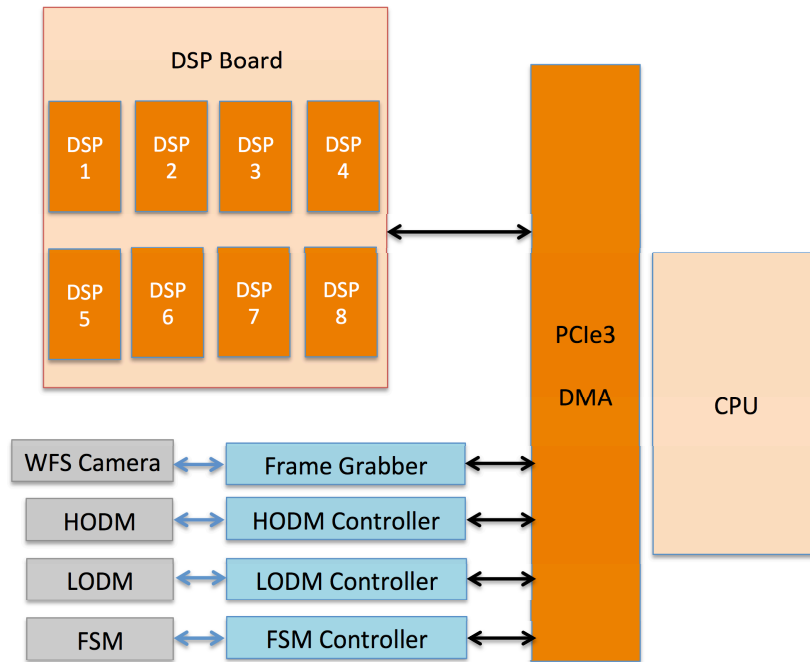 DSP Board
DSP
1
DSP
2
DSP
3
DSP
4
DSP
5
DSP
6
DSP
7
DSP
8
PCIe3
DMA
CPU
WFS Camera
Frame Grabber
HODM
HODM Controller
LODM
LODM Controller
FSM
FSM Controller